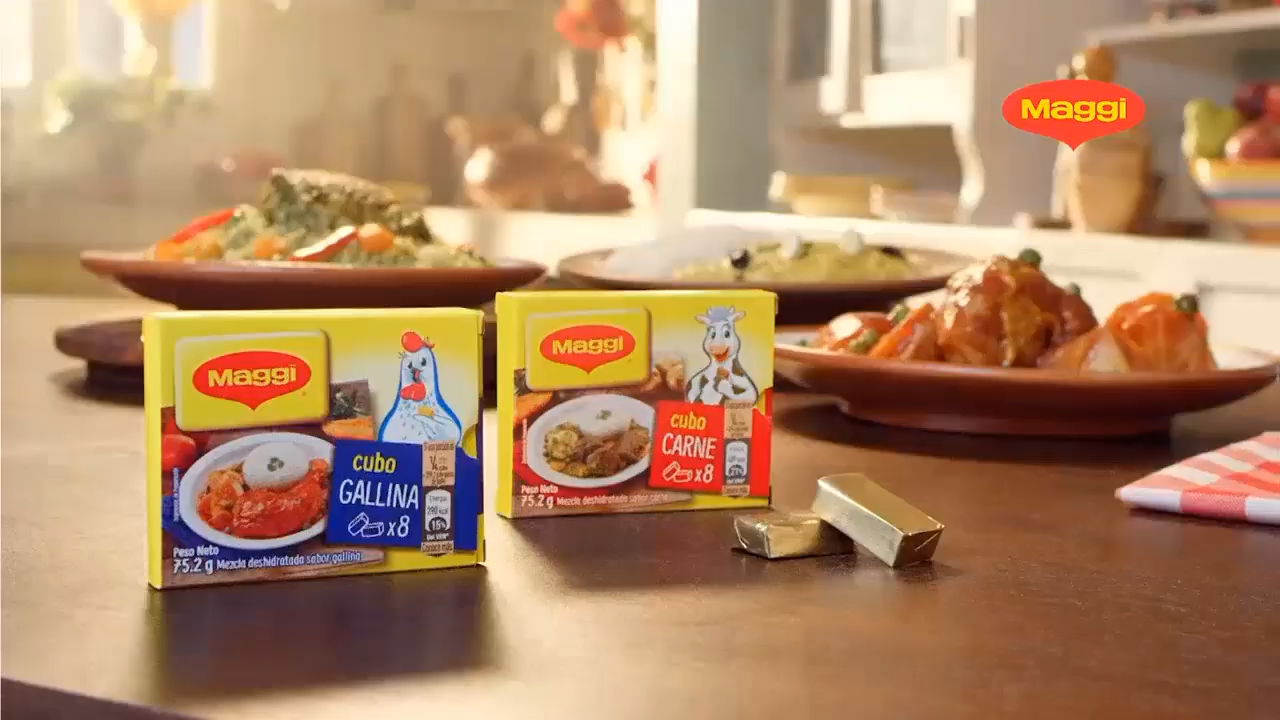 Maggi
Maggi
cubo
GALLINA
x8
Peso Neto
75.2 g Mezcla deshidratada sabor gallina
Maggi
cubo
CARNE
x8
Peso Neto
75.2 g Mezcla deshidratada sabor carne